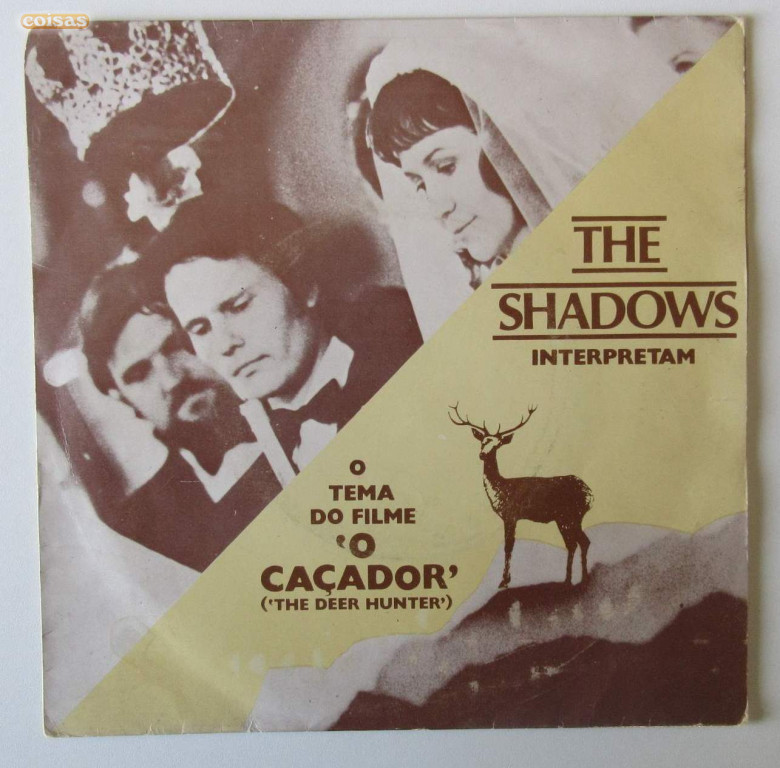 coisas
THE
SHADOWS
INTERPRETAM
O
TEMA
DO FILME
‘O
CAÇADOR’
(‘THE DEER HUNTER’)